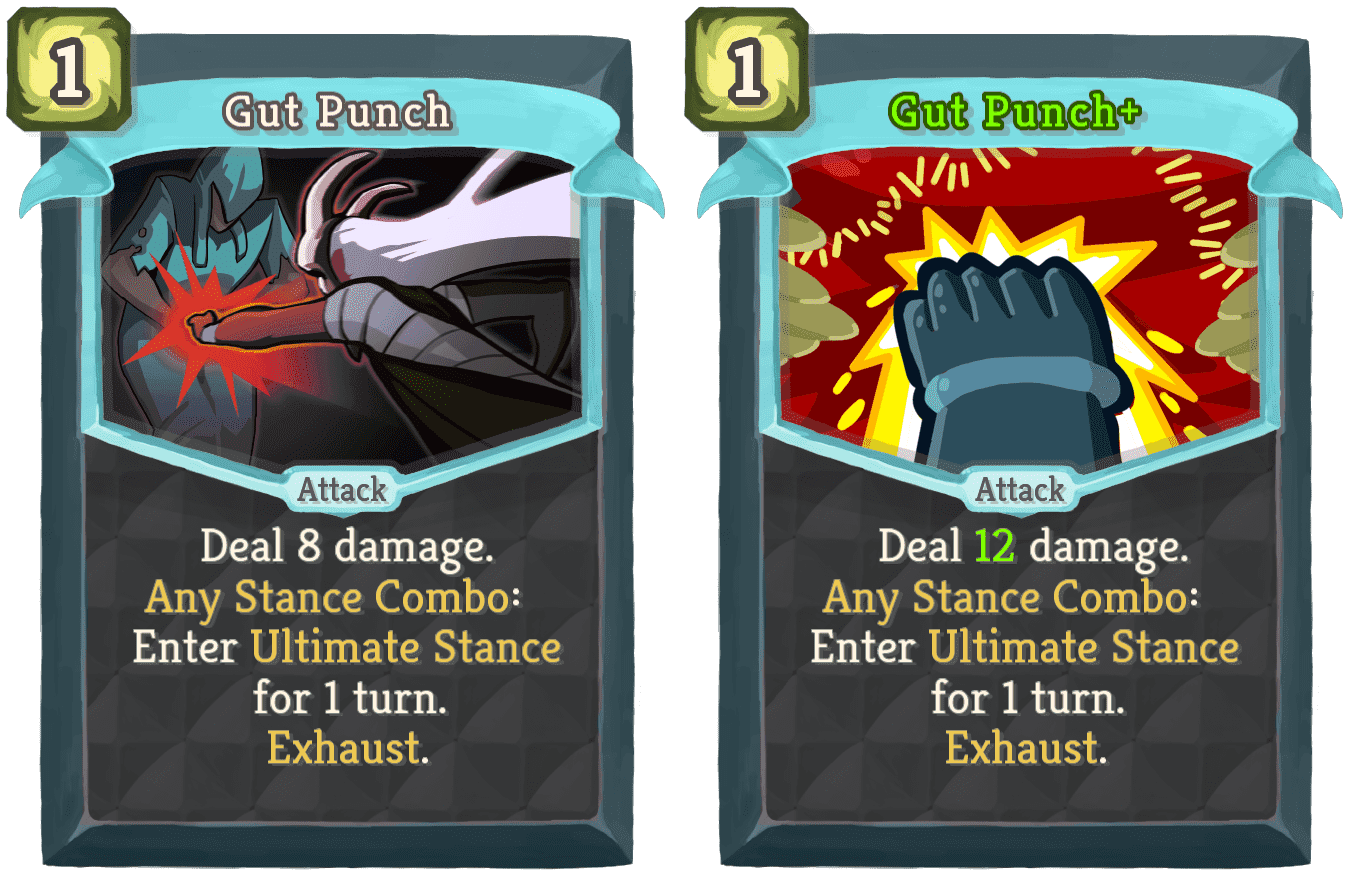 1
Gut Punch
Attack
Deal 8 damage.
Any Stance Combo:
Enter Ultimate Stance
for 1 turn.
Exhaust.
1
Gut Punch+
Attack
Deal 12 damage.
Any Stance Combo:
Enter Ultimate Stance
for 1 turn.
Exhaust.